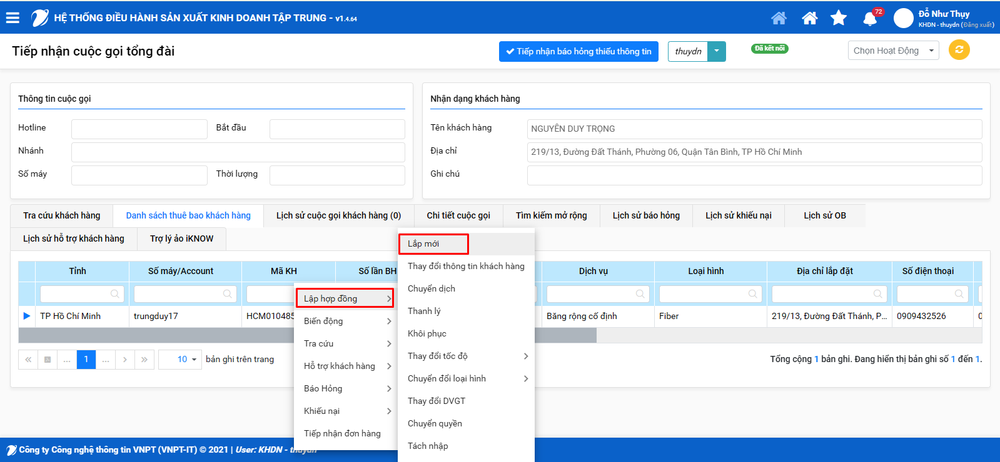 HỆ THỐNG ĐIỀU HÀNH SẢN XUẤT KINH DOANH TẬP TRUNG - v1.4.64
72
Đỗ Như Thụy
KHDN - thuydn (Đăng xuất)
Tiếp nhận cuộc gọi tổng đài
Tiếp nhận báo hỏng thiếu thông tin
thuydn
Đã kết nối
Chọn Hoạt Động
Thông tin cuộc gọi
Hotline
Bắt đầu
Nhánh
Số máy
Thời lượng
Nhận dạng khách hàng
Tên khách hàng
NGUYỄN DUY TRỌNG
Địa chỉ
219/13, Đường Đất Thánh, Phường 06, Quận Tân Bình, TP Hồ Chí Minh
Ghi chú
Tra cứu khách hàng
Danh sách thuê bao khách hàng
Lịch sử cuộc gọi khách hàng (0)
Chi tiết cuộc gọi
Tìm kiếm mở rộng
Lịch sử báo hỏng
Lịch sử khiếu nại
Lịch sử OB
Lịch sử hỗ trợ khách hàng
Trợ lý ảo iKNOW
Tỉnh
Số máy/Account
Mã KH
Số lần BH
Dịch vụ
Loại hình
Địa chỉ lắp đặt
Số điện thoại
TP Hồ Chí Minh
trungduy17
HCM010485
Băng rộng cố định
Fiber
219/13, Đường Đất Thánh, P...
0909432526
Lập hợp đồng
Biến động
Tra cứu
Hỗ trợ khách hàng
Báo Hỏng
Khiếu nại
Tiếp nhận đơn hàng
Lắp mới
Thay đổi thông tin khách hàng
Chuyển dịch
Thanh lý
Khôi phục
Thay đổi tốc độ
Chuyển đổi loại hình
Thay đổi DVGT
Chuyển quyền
Tách nhập
« ... 1 ... › »
10
bản ghi trên trang
Tổng cộng 1 bản ghi. Đang hiển thị bản ghi số 1 đến 1.
Công ty Công nghệ thông tin VNPT (VNPT-IT) © 2021 | User: KHDN - thuydn